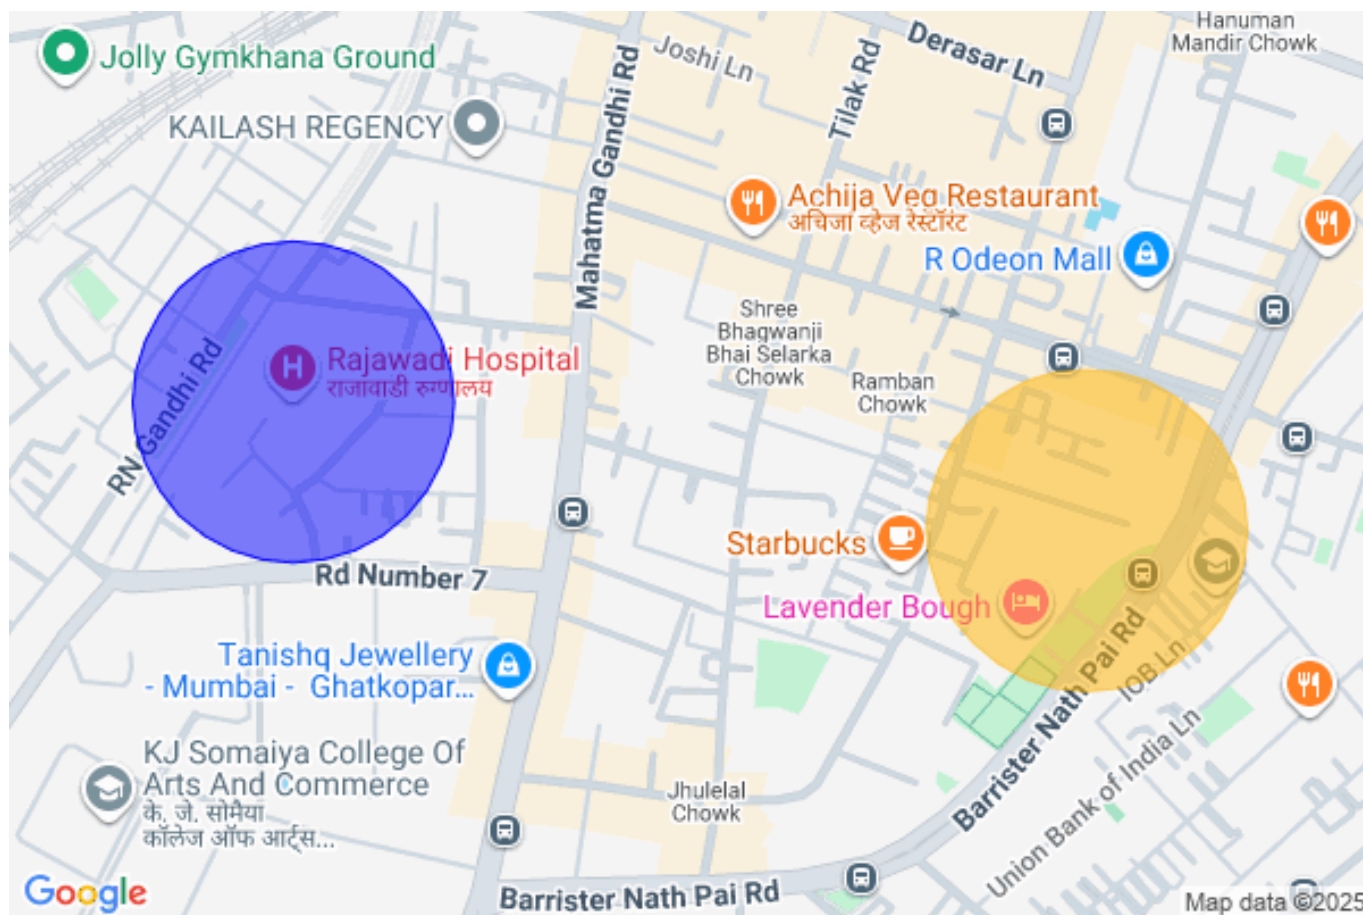 Hanuman
Mandir Chowk
Derasar Ln
Joshi Ln
Tilak Rd
Jolly Gymkhana Ground
KAILASH REGENCY
Mahatma Gandhi Rd
Achija Veg Restaurant
अचिजा व्हेज रेस्टॉरंट
R Odeon Mall
Shree
Bhagwanji
Bhai Selarka
Chowk
Ramban
Chowk
H
Rajawadi Hospital
राजावाडी रुग्णालय
RN Gandhi Rd
Starbucks
Rd Number 7
Lavender Bough
Tanishq Jewellery
- Mumbai - Ghatkopar...
IOB Ln
Barrister Nath Pai Rd
Union Bank of India Ln
KJ Somaiya College Of
Arts And Commerce
के. जे. सोमैया
कॉलेज ऑफ आर्ट्स...
Jhulelal
Chowk
Barrister Nath Pai Rd
Google
Map data ©2025